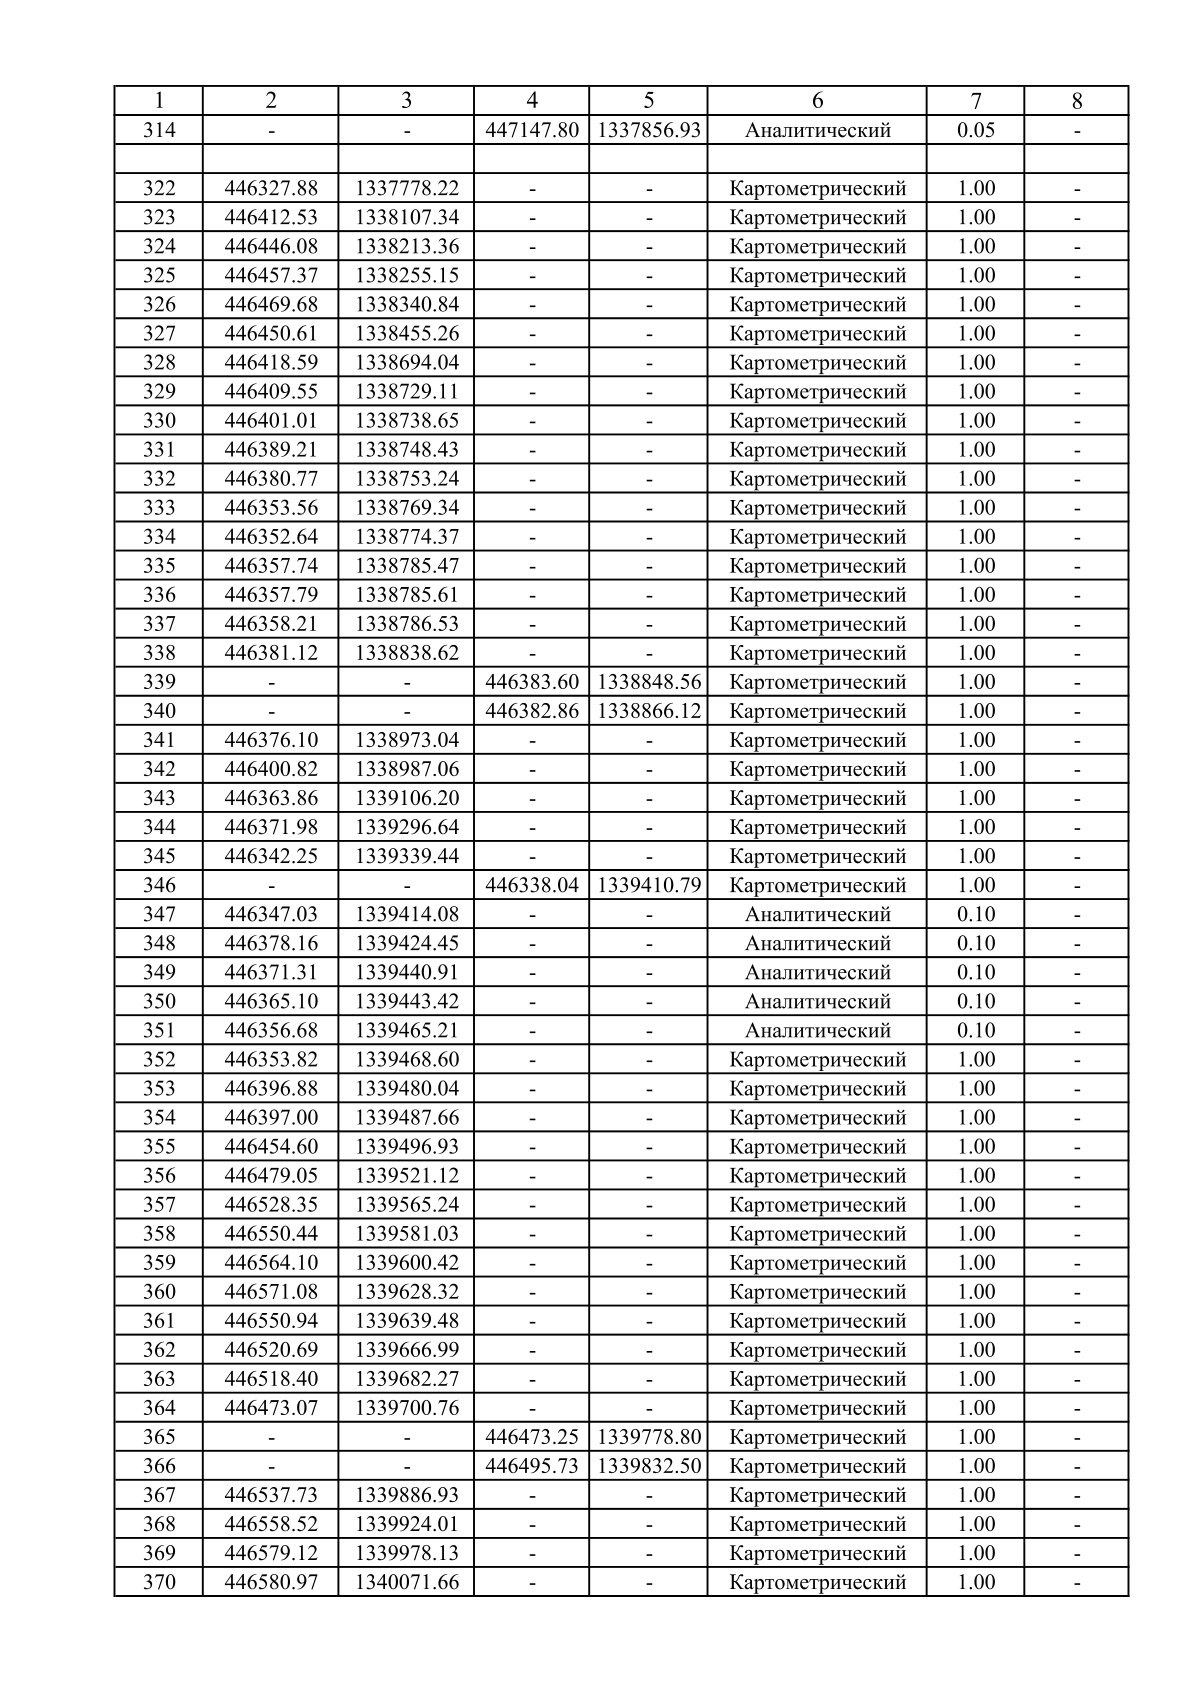 1 2 3 4 5 6 7 8
314 - - 447147.80 1337856.93 Аналитический 0.05 -
322 446327.88 1337778.22 - - Картометрический 1.00 -
323 446412.53 1338107.34 - - Картометрический 1.00 -
324 446446.08 1338213.36 - - Картометрический 1.00 -
325 446457.37 1338255.15 - - Картометрический 1.00 -
326 446469.68 1338340.84 - - Картометрический 1.00 -
327 446450.61 1338455.26 - - Картометрический 1.00 -
328 446418.59 1338694.04 - - Картометрический 1.00 -
329 446409.55 1338729.11 - - Картометрический 1.00 -
330 446401.01 1338738.65 - - Картометрический 1.00 -
331 446389.21 1338748.43 - - Картометрический 1.00 -
332 446380.77 1338753.24 - - Картометрический 1.00 -
333 446353.56 1338769.34 - - Картометрический 1.00 -
334 446352.64 1338774.37 - - Картометрический 1.00 -
335 446357.74 1338785.47 - - Картометрический 1.00 -
336 446357.79 1338785.61 - - Картометрический 1.00 -
337 446358.21 1338786.53 - - Картометрический 1.00 -
338 446381.12 1338838.62 - - Картометрический 1.00 -
339 - - 446383.60 1338848.56 Картометрический 1.00 -
340 - - 446382.86 1338866.12 Картометрический 1.00 -
341 446376.10 1338973.04 - - Картометрический 1.00 -
342 446400.82 1338987.06 - - Картометрический 1.00 -
343 446363.86 1339106.20 - - Картометрический 1.00 -
344 446371.98 1339296.64 - - Картометрический 1.00 -
345 446342.25 1339339.44 - - Картометрический 1.00 -
346 - - 446338.04 1339410.79 Картометрический 1.00 -
347 446347.03 1339414.08 - - Аналитический 0.10 -
348 446378.16 1339424.45 - - Аналитический 0.10 -
349 446371.31 1339440.91 - - Аналитический 0.10 -
350 446365.10 1339443.42 - - Аналитический 0.10 -
351 446356.68 1339465.21 - - Аналитический 0.10 -
352 446353.82 1339468.60 - - Картометрический 1.00 -
353 446396.88 1339480.04 - - Картометрический 1.00 -
354 446397.00 1339487.66 - - Картометрический 1.00 -
355 446454.60 1339496.93 - - Картометрический 1.00 -
356 446479.05 1339521.12 - - Картометрический 1.00 -
357 446528.35 1339565.24 - - Картометрический 1.00 -
358 446550.44 1339581.03 - - Картометрический 1.00 -
359 446564.10 1339600.42 - - Картометрический 1.00 -
360 446571.08 1339628.32 - - Картометрический 1.00 -
361 446550.94 1339639.48 - - Картометрический 1.00 -
362 446520.69 1339666.99 - - Картометрический 1.00 -
363 446518.40 1339682.27 - - Картометрический 1.00 -
364 446473.07 1339700.76 - - Картометрический 1.00 -
365 - - 446473.25 1339778.80 Картометрический 1.00 -
366 - - 446495.73 1339832.50 Картометрический 1.00 -
367 446537.73 1339886.93 - - Картометрический 1.00 -
368 446558.52 1339924.01 - - Картометрический 1.00 -
369 446579.12 1339978.13 - - Картометрический 1.00 -
370 446580.97 1340071.66 - - Картометрический 1.00 -